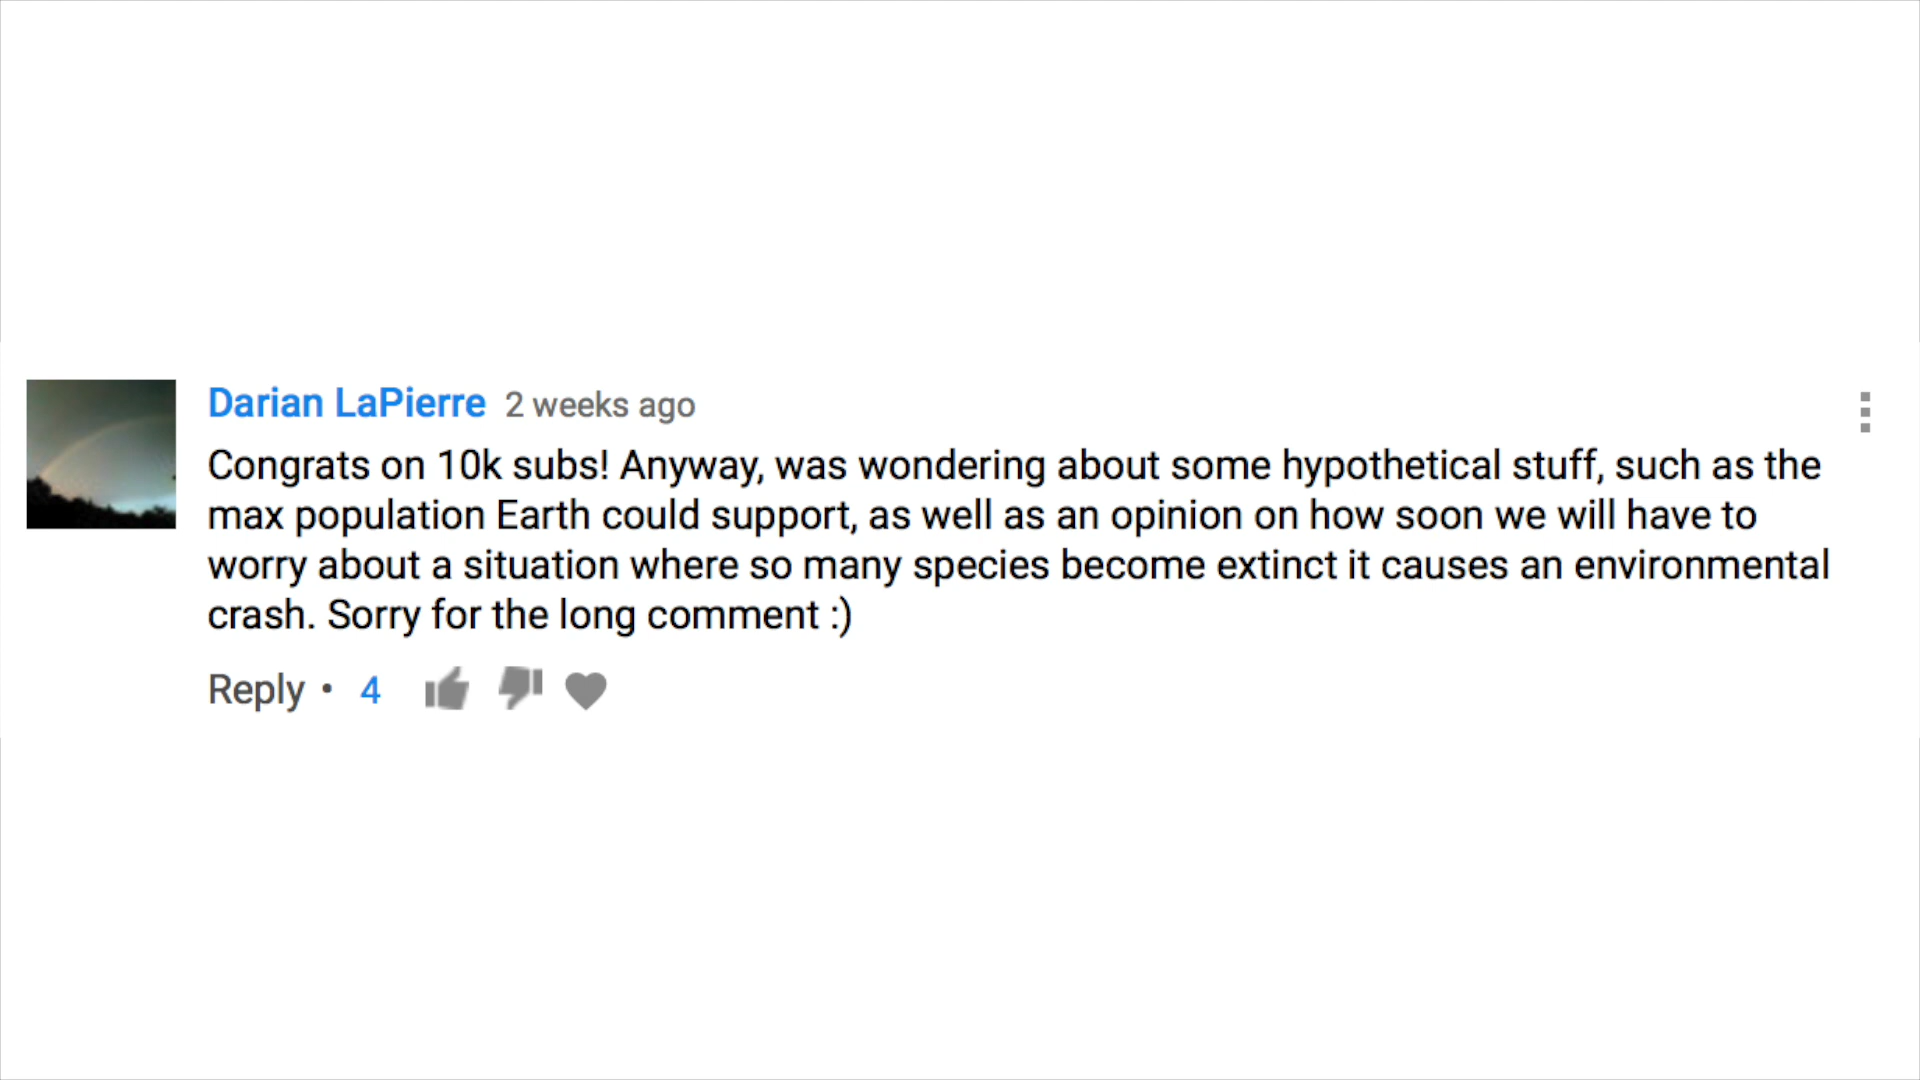 Darian LaPierre 2 weeks ago
Congrats on 10k subs! Anyway, was wondering about some hypothetical stuff, such as the
max population Earth could support, as well as an opinion on how soon we will have to
worry about a situation where so many species become extinct it causes an environmental
crash. Sorry for the long comment :)
Reply • 4